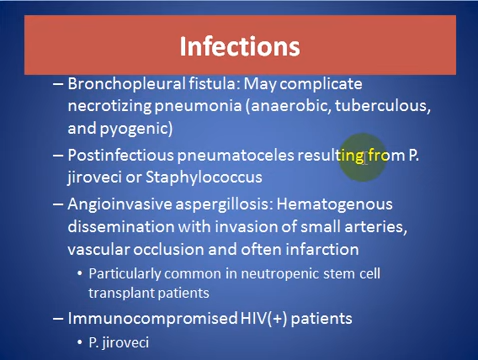 Infections
– Bronchopleural fistula: May complicate
necrotizing pneumonia (anaerobic, tuberculous,
and pyogenic)
– Postinfectious pneumatoceles resulting from P.
jiroveci or Staphylococcus
– Angioinvasive aspergillosis: Hematogenous
dissemination with invasion of small arteries,
vascular occlusion and often infarction
• Particularly common in neutropenic stem cell
transplant patients
– Immunocompromised HIV(+) patients
• P. jiroveci